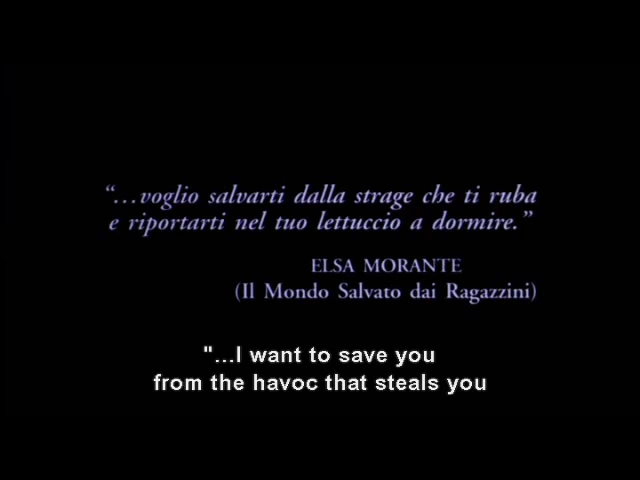 “...voglio salvarti dalla strage che ti ruba
e riportarti nel tuo lettuccio a dormire.”
ELSA MORANTE
(Il Mondo Salvato dai Ragazzini)
"...I want to save you
from the havoc that steals you